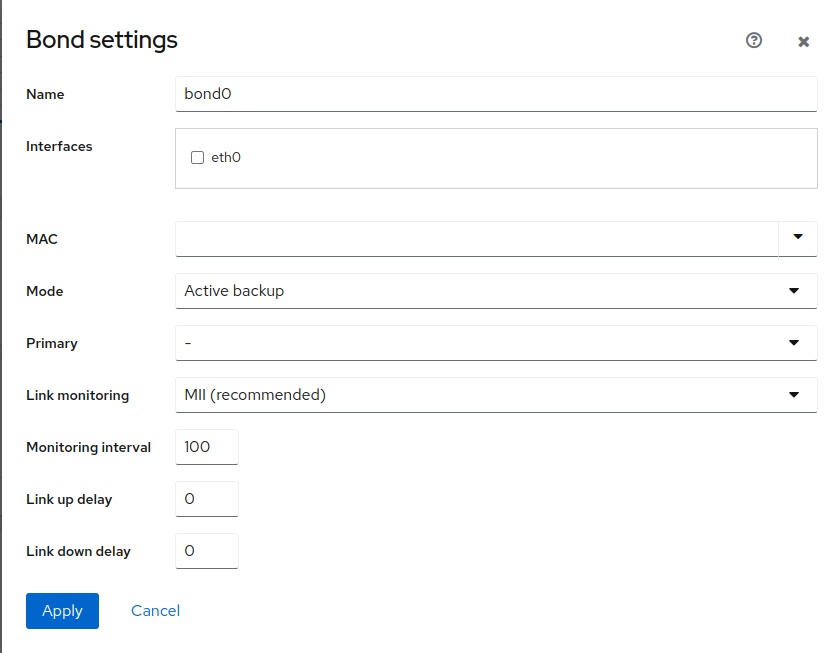 Bond settings
Name bond0
Interfaces eth0
MAC
Mode Active backup
Primary -
Link monitoring MII (recommended)
Monitoring interval 100
Link up delay 0
Link down delay 0
Apply Cancel